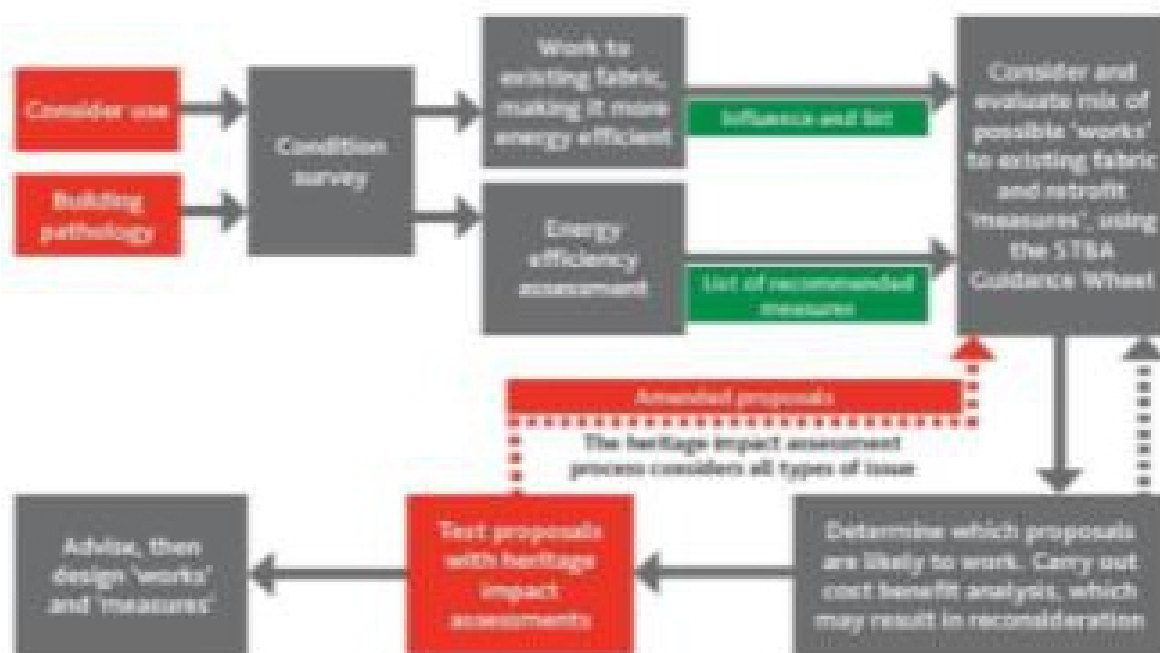 Consider use
Building
pathology
Condition
survey
Work to
existing fabric,
making it more
energy efficient
Influence and list
Energy
efficiency
assessment
List of recommended
measures
Consider and
evaluate mix of
possible 'works'
to existing fabric
and retrofit
'measures', using
the STBA
Guidance Wheel
Amended proposals
The heritage impact assessment
process considers all types of issue
Determine which proposals
are likely to work. Carry out
cost benefit analysis, which
may result in reconsideration
Test proposals
with heritage
impact
assessments
Advise, then
design 'works'
and 'measures'